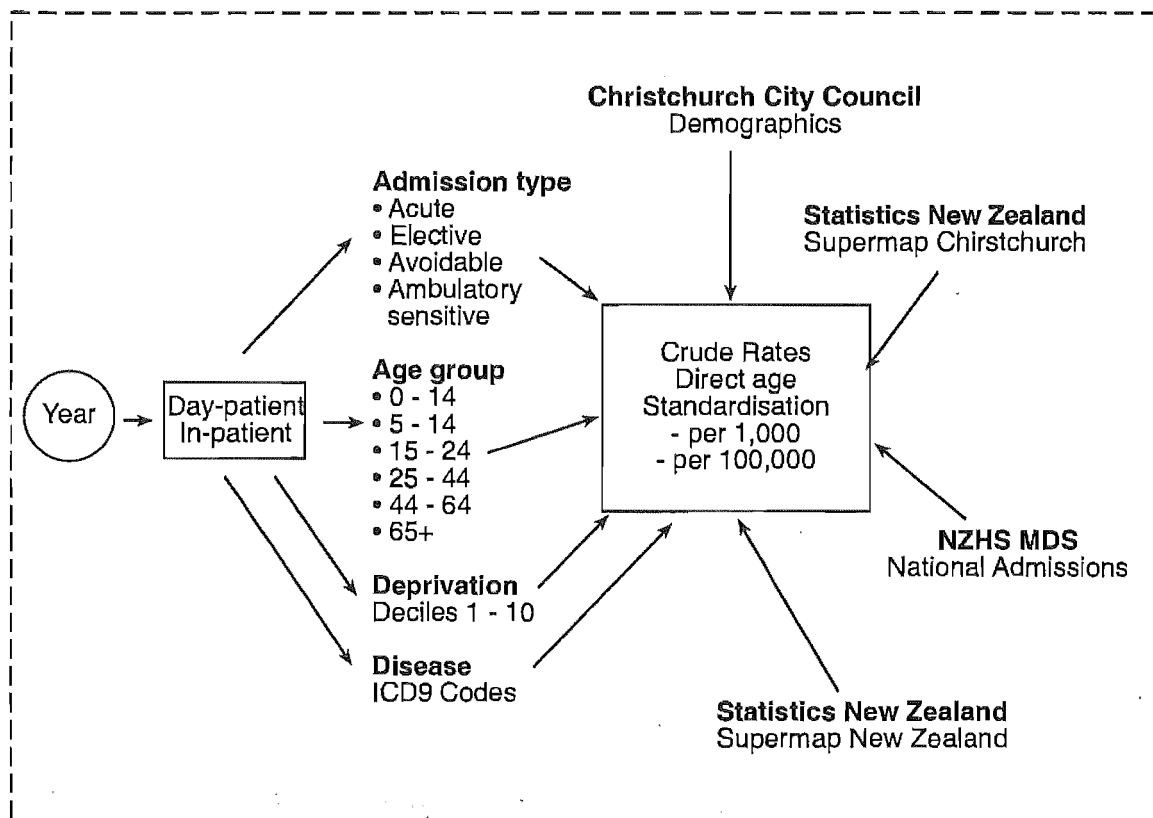 Christchurch City Council
Demographics
Admission type
• Acute
• Elective
• Avoidable
• Ambulatory
sensitive
Statistics New Zealand
Supermap Chirstchurch
Year
Day-patient
In-patient
Age group
• 0 - 14
• 5 - 14
• 15 - 24
• 25 - 44
• 44 - 64
• 65+
Crude Rates
Direct age
Standardisation
- per 1,000
- per 100,000
NZHS MDS
National Admissions
Deprivation
Deciles 1 - 10
Disease
ICD9 Codes
Statistics New Zealand
Supermap New Zealand